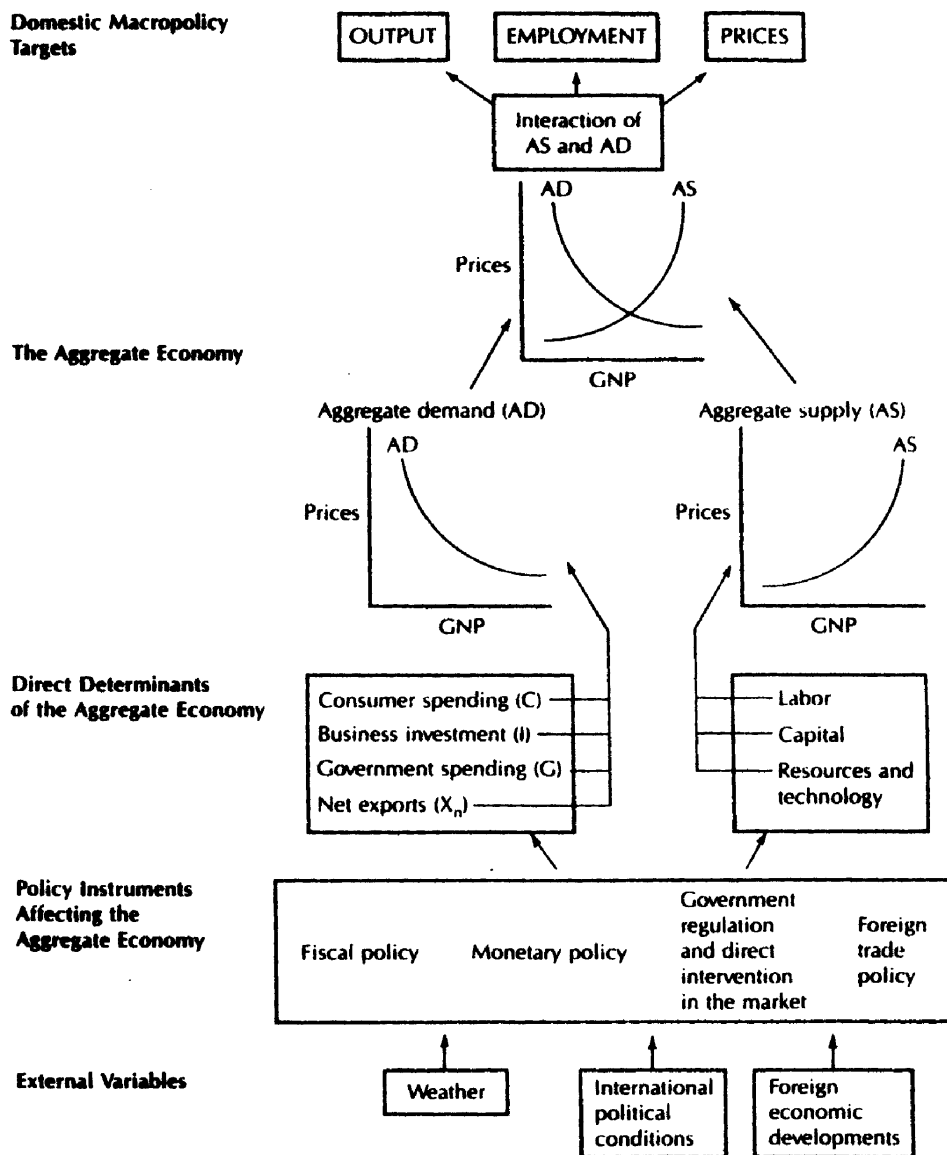 Domestic Macropolicy
Targets
OUTPUT
EMPLOYMENT
PRICES
Interaction of
AS and AD
AD
AS
Prices
GNP
The Aggregate Economy
Aggregate demand (AD)
AD
Prices
GNP
Aggregate supply (AS)
AS
Prices
GNP
Direct Determinants
of the Aggregate Economy
Consumer spending (C)
Business investment (I)
Government spending (G)
Net exports (Xn)
Labor
Capital
Resources and
technology
Policy Instruments
Affecting the
Aggregate Economy
Fiscal policy
Monetary policy
Government
regulation
and direct
intervention
in the market
Foreign
trade
policy
External Variables
Weather
International
political
conditions
Foreign
economic
developments